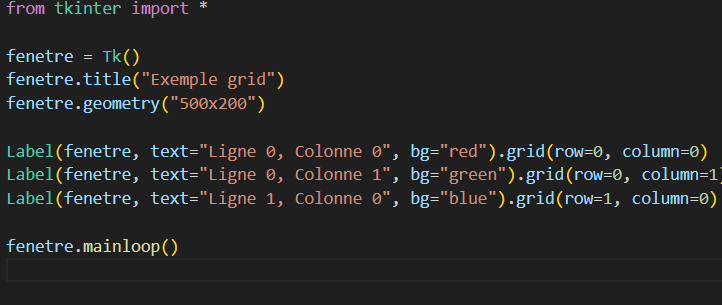 from tkinter import *
fenetre = Tk()
fenetre.title("Exemple grid")
fenetre.geometry("500x200")
Label(fenetre, text="Ligne 0, Colonne 0", bg="red").grid(row=0, column=0)
Label(fenetre, text="Ligne 0, Colonne 1", bg="green").grid(row=0, column=1)
Label(fenetre, text="Ligne 1, Colonne 0", bg="blue").grid(row=1, column=0)
fenetre.mainloop()